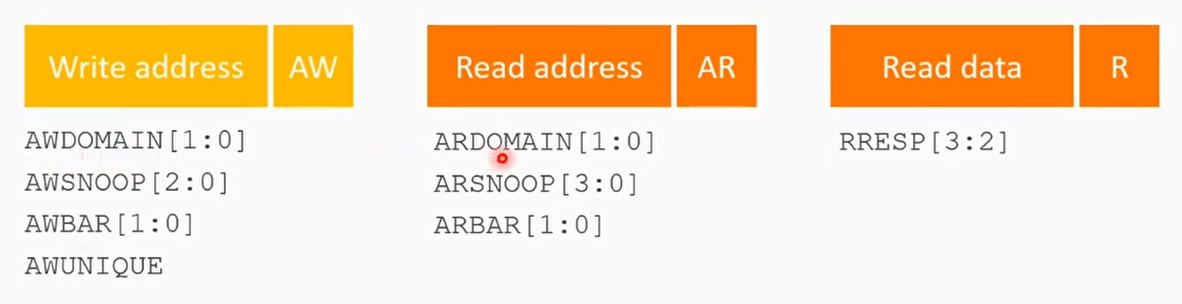 Write address AW
AWDOMAIN[1:0]
AWSNOOP[2:0]
AWBAR[1:0]
AWUNIQUE
Read address AR
ARDOMAIN[1:0]
ARSNOOP[3:0]
ARBAR[1:0]
Read data R
RRESP[3:2]